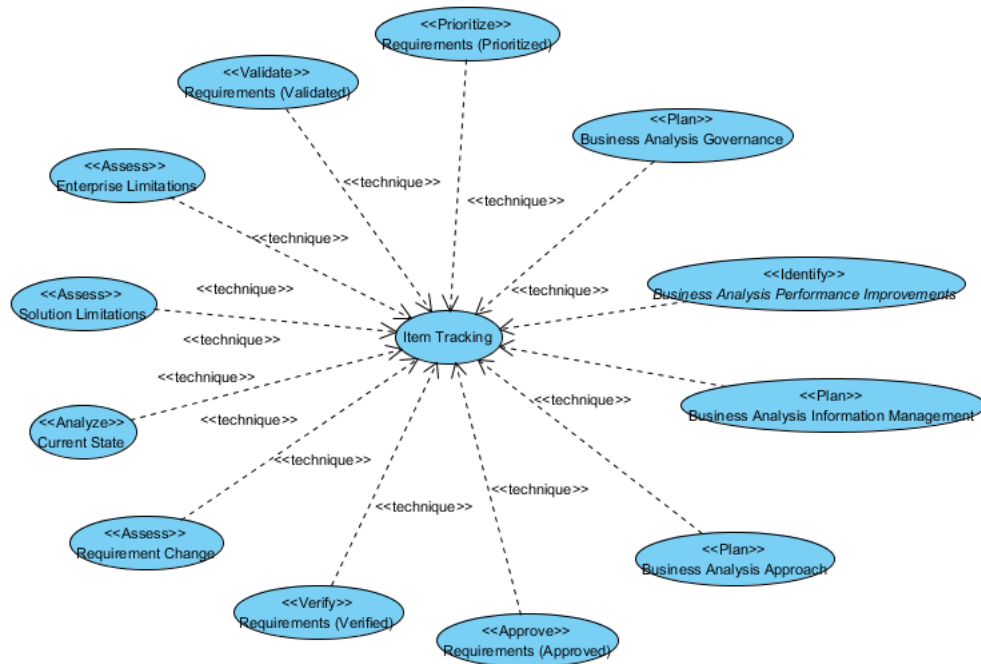 <<Prioritize>>
Requirements (Prioritized)
<<Validate>>
Requirements (Validated)
<<Plan>>
Business Analysis Governance
<<Assess>>
Enterprise Limitations
<<technique>>
<<technique>>
<<technique>>
<<Identify>>
Business Analysis Performance Improvements
<<technique>>
<<technique>>
<<Assess>>
Solution Limitations
Item Tracking
<<technique>>
<<technique>>
<<Plan>>
Business Analysis Information Management
<<Analyze>>
Current State
<<technique>>
<<technique>>
<<technique>>
<<technique>>
<<technique>>
<<Assess>>
Requirement Change
<<Plan>>
Business Analysis Approach
<<Verify>>
Requirements (Verified)
<<Approve>>
Requirements (Approved)